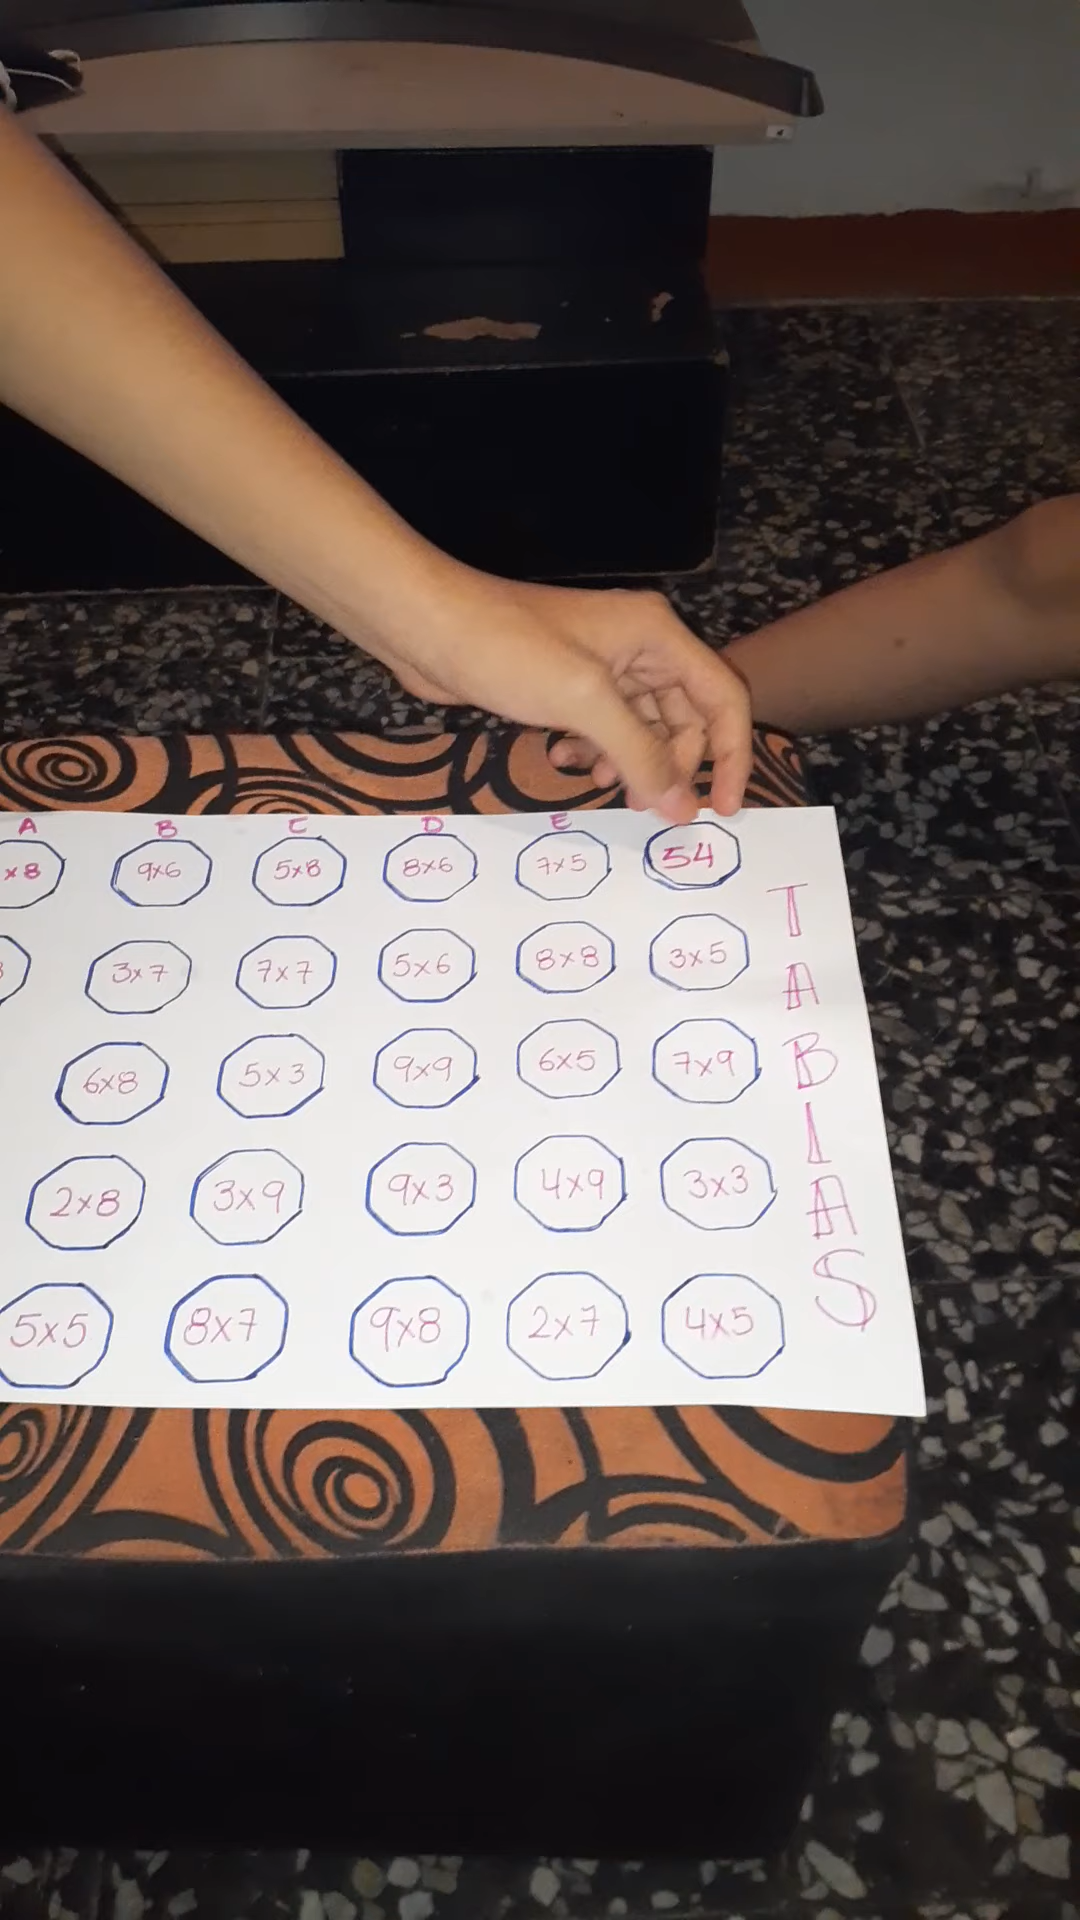 A B C D E
x8 9x6 5x8 8x6 7x5 54
3x7 7x7 5x6 8x8 3x5
6x8 5x3 9x9 6x5 7x9
2x8 3x9 9x3 4x9 3x3
5x5 8x7 9x8 2x7 4x5
TABLAS